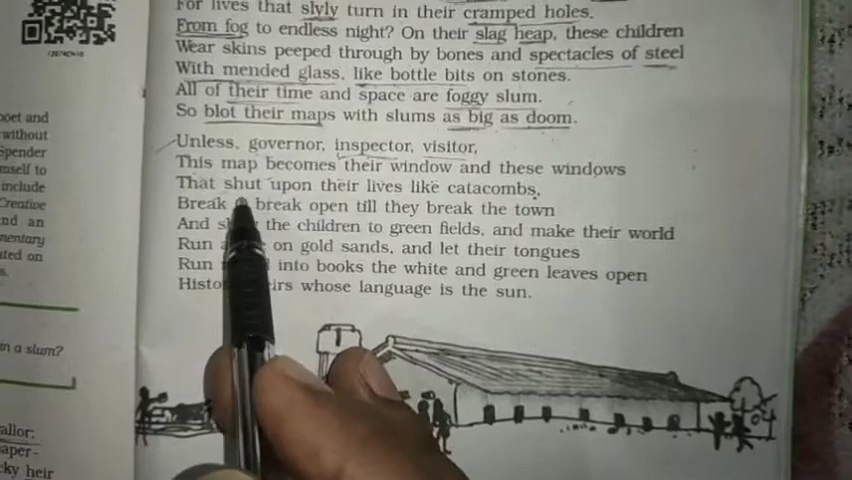 For lives that slyly turn in their cramped holes.
From fog to endless night? On their slag heap, these children
Wear skins peeped through by bones and spectacles of steel
With mended glass, like bottle bits on stones.
All of their time and space are foggy slum.
So blot their maps with slums as big as doom.
Unless, governor, inspector, visitor,
This map becomes their window and these windows
That shut upon their lives like catacombs,
Break break open till they break the town
And the children to green fields, and make their world
Run on gold sands, and let their tongues
Run into books the white and green leaves open
whose language is the sun.
poet and
without
Spender
mself to
include
Creative
nd an
mentary
ated on
s.
in a slum?
allor:
aper-
cky heir